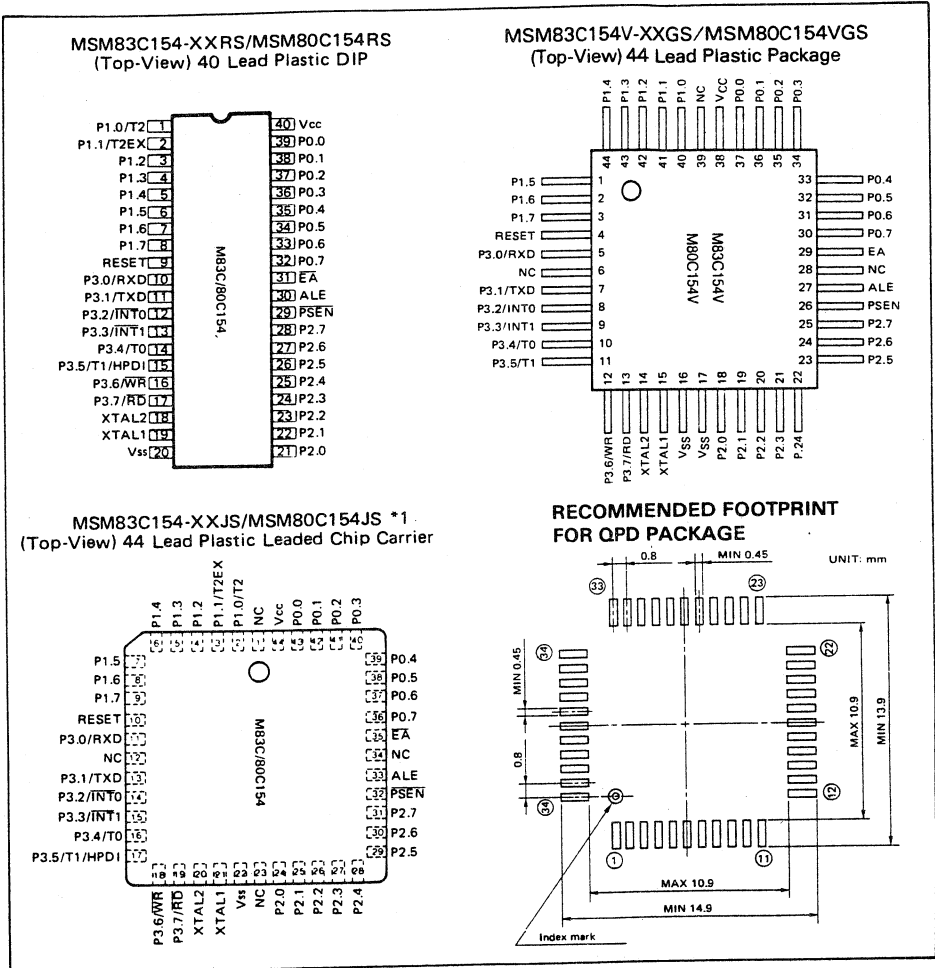 MSM83C154-XXRS/MSM80C154RS
(Top-View) 40 Lead Plastic DIP
P1.0/T2 1
P1.1/T2EX 2
P1.2 3
P1.3 4
P1.4 5
P1.5 6
P1.6 7
P1.7 8
RESET 9
P3.0/RXD 10
P3.1/TXD 11
P3.2/INT0 12
P3.3/INT1 13
P3.4/T0 14
P3.5/T1/HPDI 15
P3.6/WR 16
P3.7/RD 17
XTAL2 18
XTAL1 19
Vss 20
M83C/80C154,
40 Vcc
39 P0.0
38 P0.1
37 P0.2
36 P0.3
35 P0.4
34 P0.5
33 P0.6
32 P0.7
31 EA
30 ALE
29 PSEN
28 P2.7
27 P2.6
26 P2.5
25 P2.4
24 P2.3
23 P2.2
22 P2.1
21 P2.0
MSM83C154V-XXGS/MSM80C154VGS
(Top-View) 44 Lead Plastic Package
P1.4 P1.3 P1.2 P1.1 P1.0 NC VCC P0.0 P0.1 P0.2 P0.3
44 43 42 41 40 39 38 37 36 35 34
P1.5 1
P1.6 2
P1.7 3
RESET 4
P3.0/RXD 5
NC 6
P3.1/TXD 7
P3.2/INT0 8
P3.3/INT1 9
P3.4/T0 10
P3.5/T1 11
M83C154V
M80C154V
33 P0.4
32 P0.5
31 P0.6
30 P0.7
29 EA
28 NC
27 ALE
26 PSEN
25 P2.7
24 P2.6
23 P2.5
12 13 14 15 16 17 18 19 20 21 22
P3.6/WR P3.7/RD XTAL2 XTAL1 VSS VSS P2.0 P2.1 P2.2 P2.3 P.24
MSM83C154-XXJS/MSM80C154JS *1
(Top-View) 44 Lead Plastic Leaded Chip Carrier
P1.4 P1.3 P1.2 P1.1/T2EX P1.0/T2 NC Vcc P0.0 P0.1 P0.2 P0.3
6 5 4 3 2 1 44 43 42 41 40
P1.5 7
P1.6 8
P1.7 9
RESET 10
P3.0/RXD 11
NC 12
P3.1/TXD 13
P3.2/INT0 14
P3.3/INT1 15
P3.4/T0 16
P3.5/T1/HPDI 17
M83C/80C154
39 P0.4
38 P0.5
37 P0.6
36 P0.7
35 EA
34 NC
33 ALE
32 PSEN
31 P2.7
30 P2.6
29 P2.5
18 19 20 21 22 23 24 25 26 27 28
P3.6/WR P3.7/RD XTAL2 XTAL1 Vss NC P2.0 P2.1 P2.2 P2.3 P2.4
RECOMMENDED FOOTPRINT
FOR QPD PACKAGE
0.8
MIN 0.45
UNIT: mm
33
23
34
22
MIN 0.45
0.8
MAX 10.9
MIN 13.9
34
12
1
11
MAX 10.9
MIN 14.9
Index mark